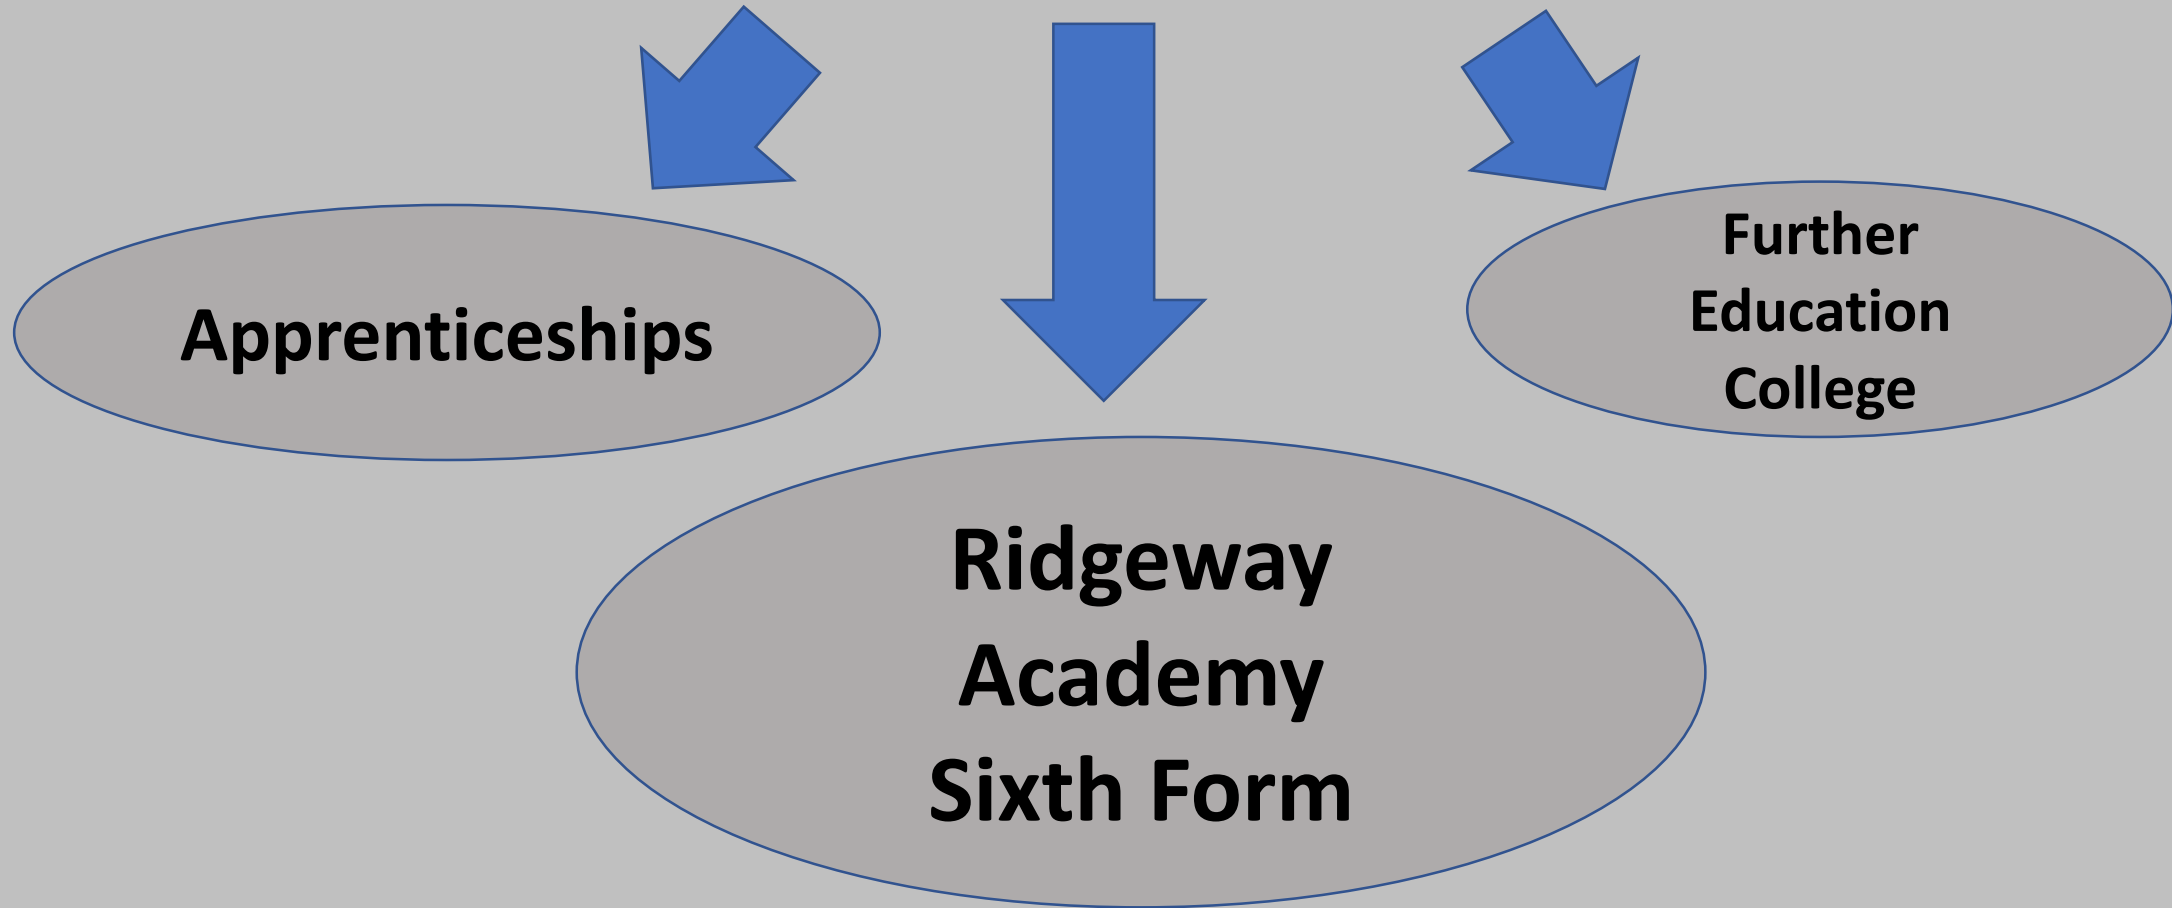 Apprenticeships
Further
Education
College
Ridgeway
Academy
Sixth Form